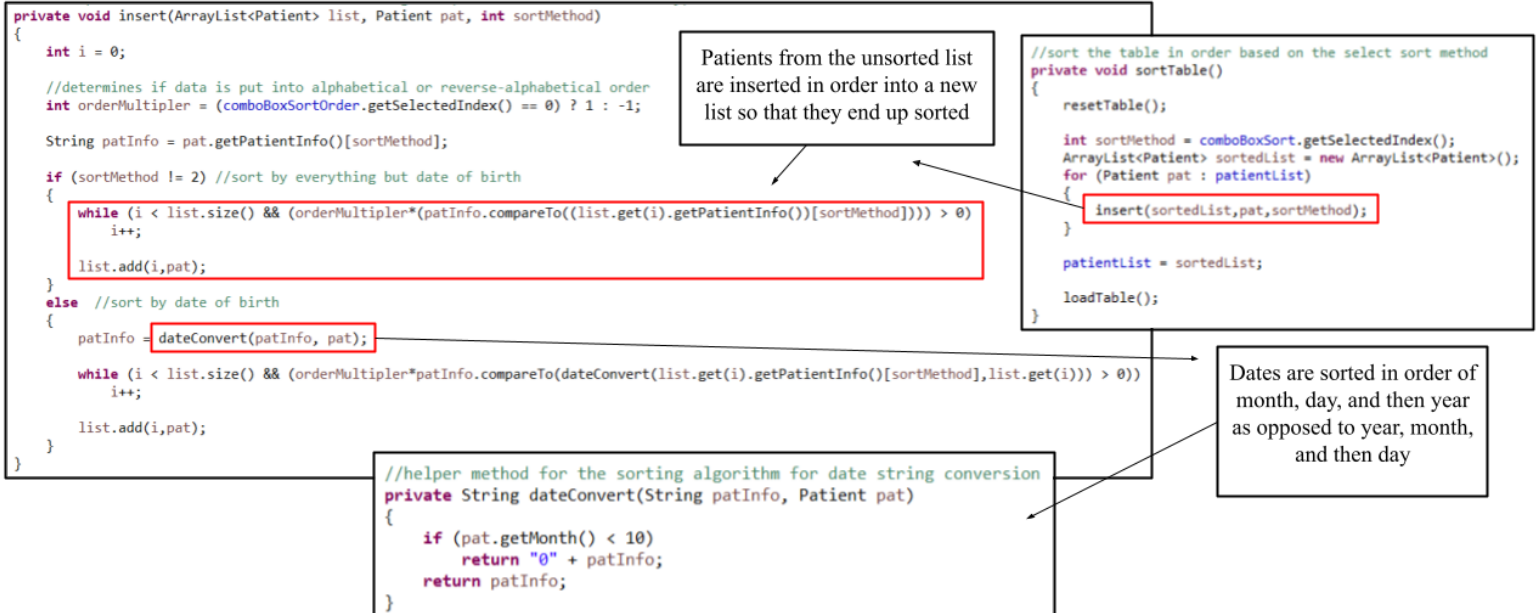 private void insert(ArrayList<Patient> list, Patient pat, int sortMethod)
{
    int i = 0;
    //determines if data is put into alphabetical or reverse-alphabetical order
    int orderMultipler = (comboBoxSortOrder.getSelectedIndex() == 0) ? 1 : -1;
    String patInfo = pat.getPatientInfo()[sortMethod];
    if (sortMethod != 2) //sort by everything but date of birth
    {
        while (i < list.size() && (orderMultipler*(patInfo.compareTo((list.get(i).getPatientInfo())[sortMethod]))) > 0)
            i++;
        list.add(i,pat);
    }
    else  //sort by date of birth
    {
        patInfo = dateConvert(patInfo, pat);
        while (i < list.size() && (orderMultipler*patInfo.compareTo(dateConvert(list.get(i).getPatientInfo()[sortMethod],list.get(i))) > 0))
            i++;
        list.add(i,pat);
    }
}
Patients from the unsorted list
are inserted in order into a new
list so that they end up sorted
//sort the table in order based on the select sort method
private void sortTable()
{
    resetTable();
    int sortMethod = comboBoxSort.getSelectedIndex();
    ArrayList<Patient> sortedList = new ArrayList<Patient>();
    for (Patient pat : patientList)
    {
        insert(sortedList,pat,sortMethod);
    }
    patientList = sortedList;
    loadTable();
}
Dates are sorted in order of
month, day, and then year
as opposed to year, month,
and then day
//helper method for the sorting algorithm for date string conversion
private String dateConvert(String patInfo, Patient pat)
{
    if (pat.getMonth() < 10)
        return "0" + patInfo;
    return patInfo;
}